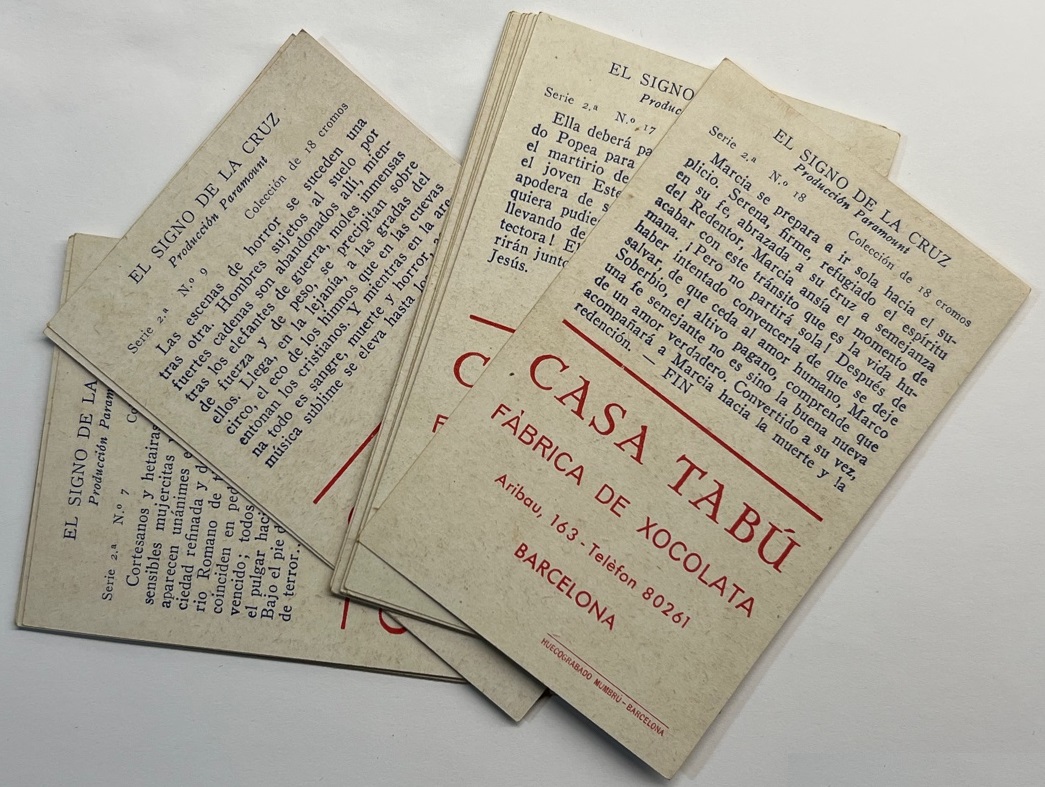 EL SIGNO DE LA CRUZ
Producción Paramount
Serie 2.ª N.º 18 Colección de 18 cromos
Marcia se prepara a ir sola hacia el su-
plicio. Serena, firme, refugiado el espíritu
en su fe, abrazada a su cruz a semejanza
del Redentor, Marcia ansía el momento de
acabar con este tránsito que es la vida hu-
mana. ¡Pero no partirá sola! Después de
haber intentado convencerla de que se deje
salvar, de que ceda al amor humano, Marco
Soberbio, el altivo pagano, comprende que
una fe semejante no es sino la buena nueva
de un amor verdadero. Convertido a su vez,
acompañará a Marcia hacia la muerte y la
redención. — FIN
CASA TABÚ
FÀBRICA DE XOCOLATA
Aribau, 163 - Telèfon 80261
BARCELONA
HUECOGRABADO MUMBRÚ - BARCELONA
EL SIGNO
Serie 2.ª N.º 17
Ella deberá
do Popea para
el martirio de
el joven
apodera de
quiera
llevando de
tectora!
rirán
Jesús.
EL SIGNO DE LA CRUZ
Producción Paramount
Serie 2.ª N.º 9 Colección de 18 cromos
Las escenas de horror se suceden una
tras otra. Hombres sujetos al suelo por
fuertes cadenas son abandonados allí, mien-
tras los elefantes de guerra, moles inmensas
de fuerza y de peso, se precipitan sobre
ellos. Llega, en la lejanía, a las gradas del
circo, el eco de los himnos que en las cuevas
entonan los cristianos. Y mientras en la are-
na todo es sangre, muerte y horror,
música sublime se eleva hasta
EL SIGNO DE LA
Producción
Serie 2.ª N.º 7
Cortesanos y hetairas
sensibles mujercitas
aparecen unánimes
ciedad refinada y
rio Romano de
coinciden en
vencido; todos
el pulgar
Bajo el pie
de terror.